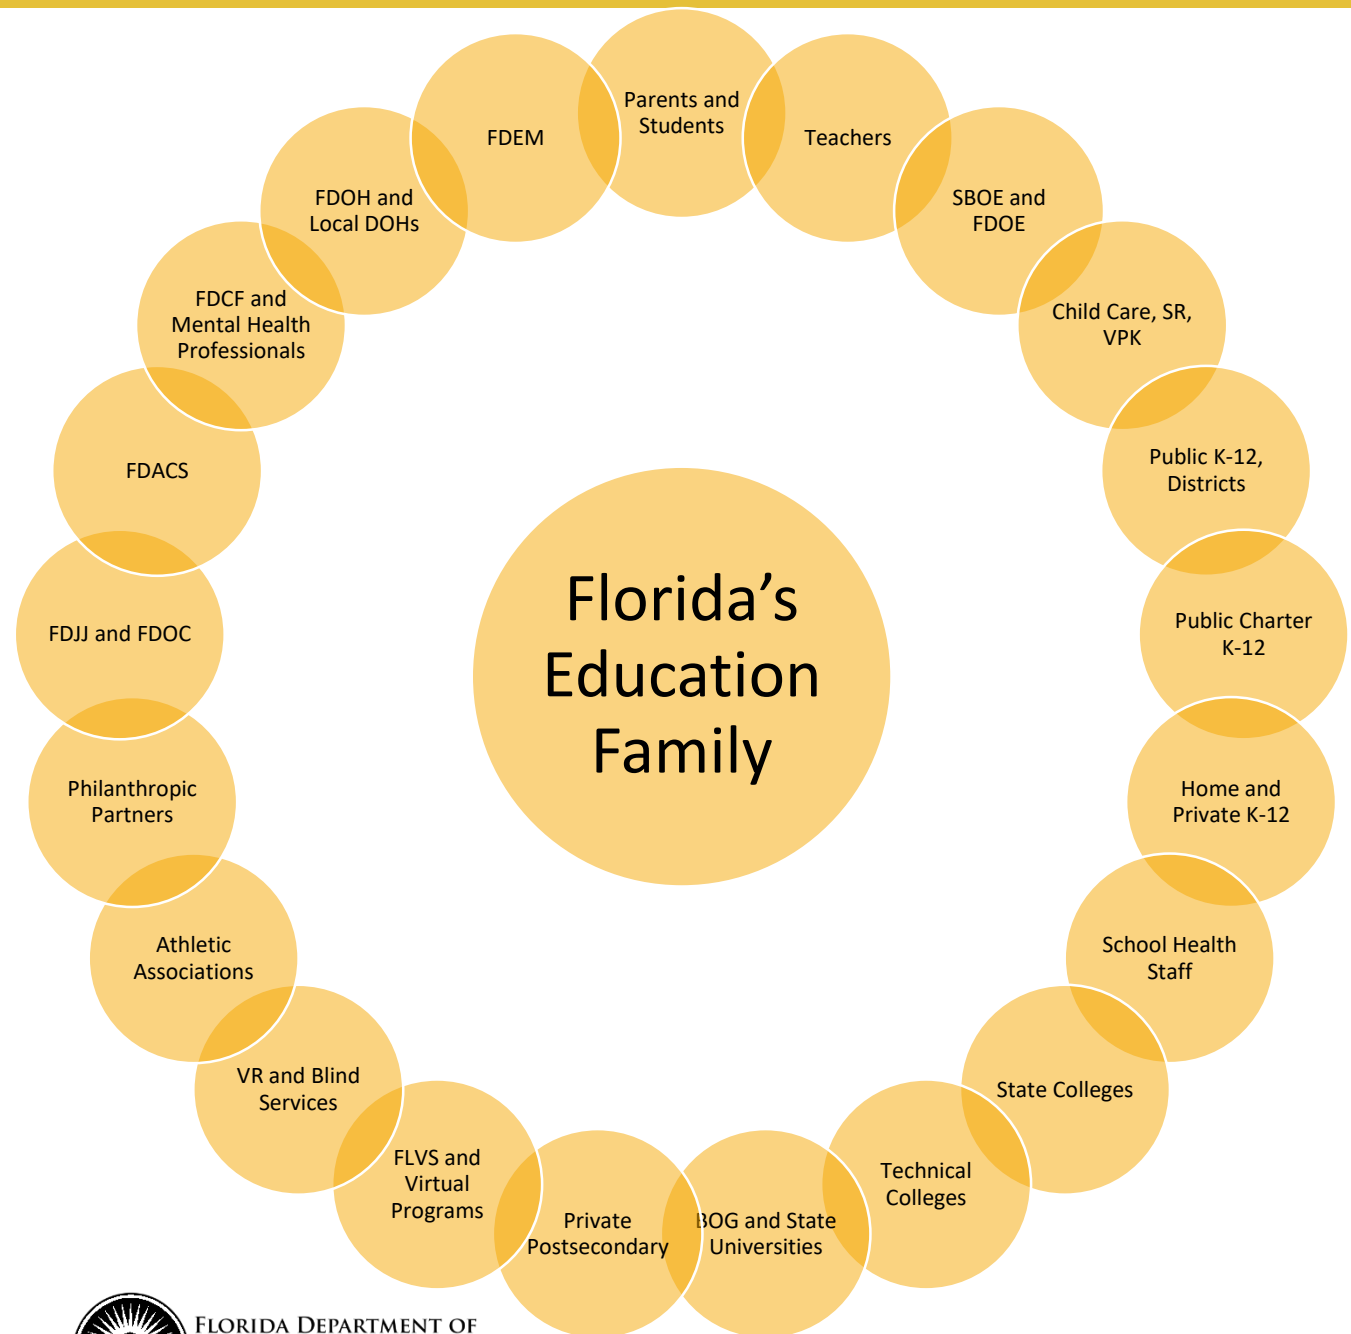 Parents and
Students
Teachers
SBOE and
FDOE
Child Care, SR,
VPK
Public K-12,
Districts
Public Charter
K-12
Home and
Private K-12
School Health
Staff
State Colleges
Technical
Colleges
BOG and State
Universities
Private
Postsecondary
FLVS and
Virtual
Programs
VR and Blind
Services
Athletic
Associations
Philanthropic
Partners
FDJJ and FDOC
FDACS
FDCF and
Mental Health
Professionals
FDOH and
Local DOHs
FDEM
Florida’s
Education
Family
FLORIDA DEPARTMENT OF